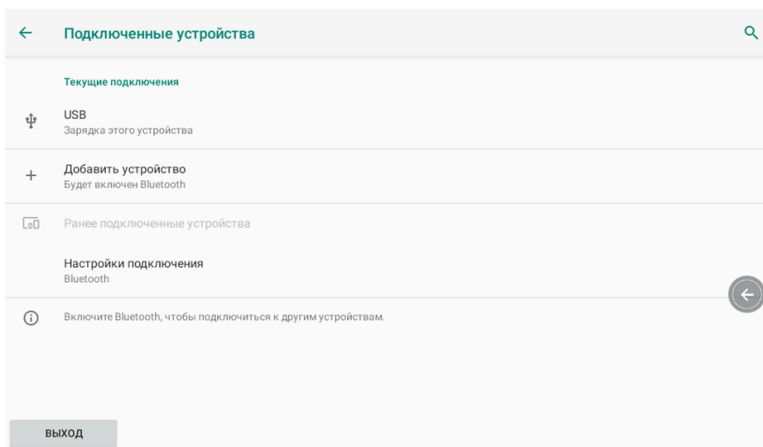 Подключенные устройства
Текущие подключения
USB
Зарядка этого устройства
Добавить устройство
Будет включен Bluetooth
Ранее подключенные устройства
Настройки подключения
Bluetooth
Включите Bluetooth, чтобы подключиться к другим устройствам.
ВЫХОД